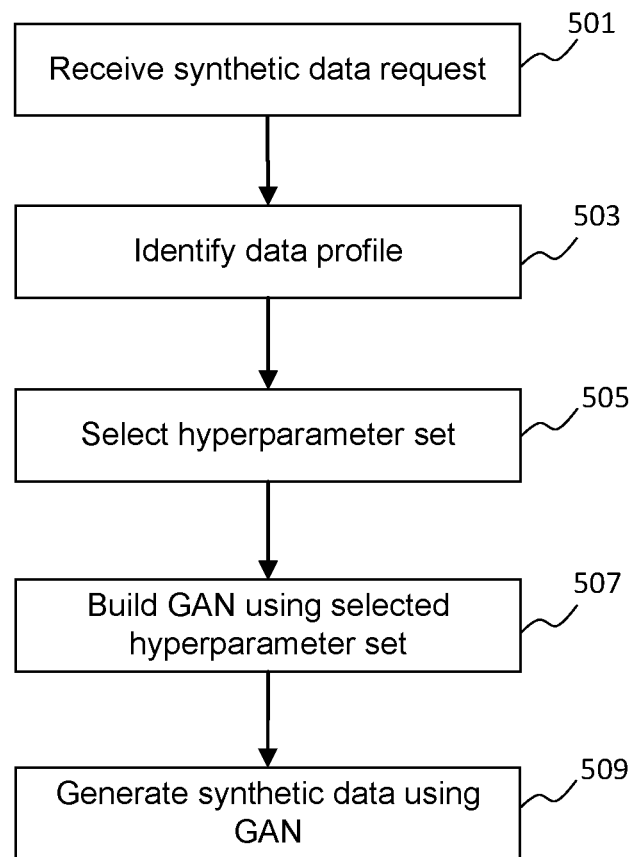 501
Receive synthetic data request
503
Identify data profile
505
Select hyperparameter set
507
Build GAN using selected
hyperparameter set
509
Generate synthetic data using
GAN